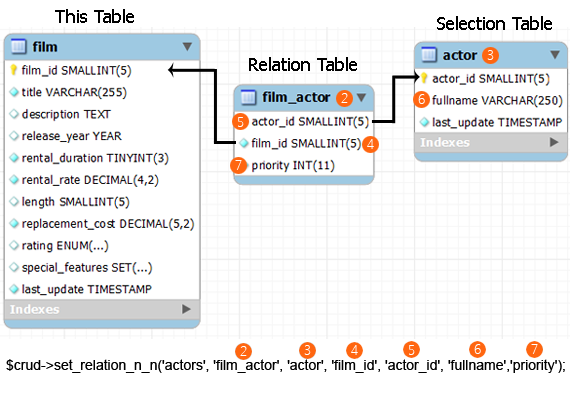 This Table
film
film_id SMALLINT(5)
title VARCHAR(255)
description TEXT
release_year YEAR
rental_duration TINYINT(3)
rental_rate DECIMAL(4,2)
length SMALLINT(5)
replacement_cost DECIMAL(5,2)
rating ENUM(...)
special_features SET(...)
last_update TIMESTAMP
Indexes
Relation Table
film_actor 2
5 actor_id SMALLINT(5)
film_id SMALLINT(5) 4
7 priority INT(11)
Selection Table
actor 3
actor_id SMALLINT(5)
6 fullname VARCHAR(250)
last_update TIMESTAMP
Indexes
2 3 4 5 6 7
$crud->set_relation_n_n('actors', 'film_actor', 'actor', 'film_id', 'actor_id', 'fullname','priority');